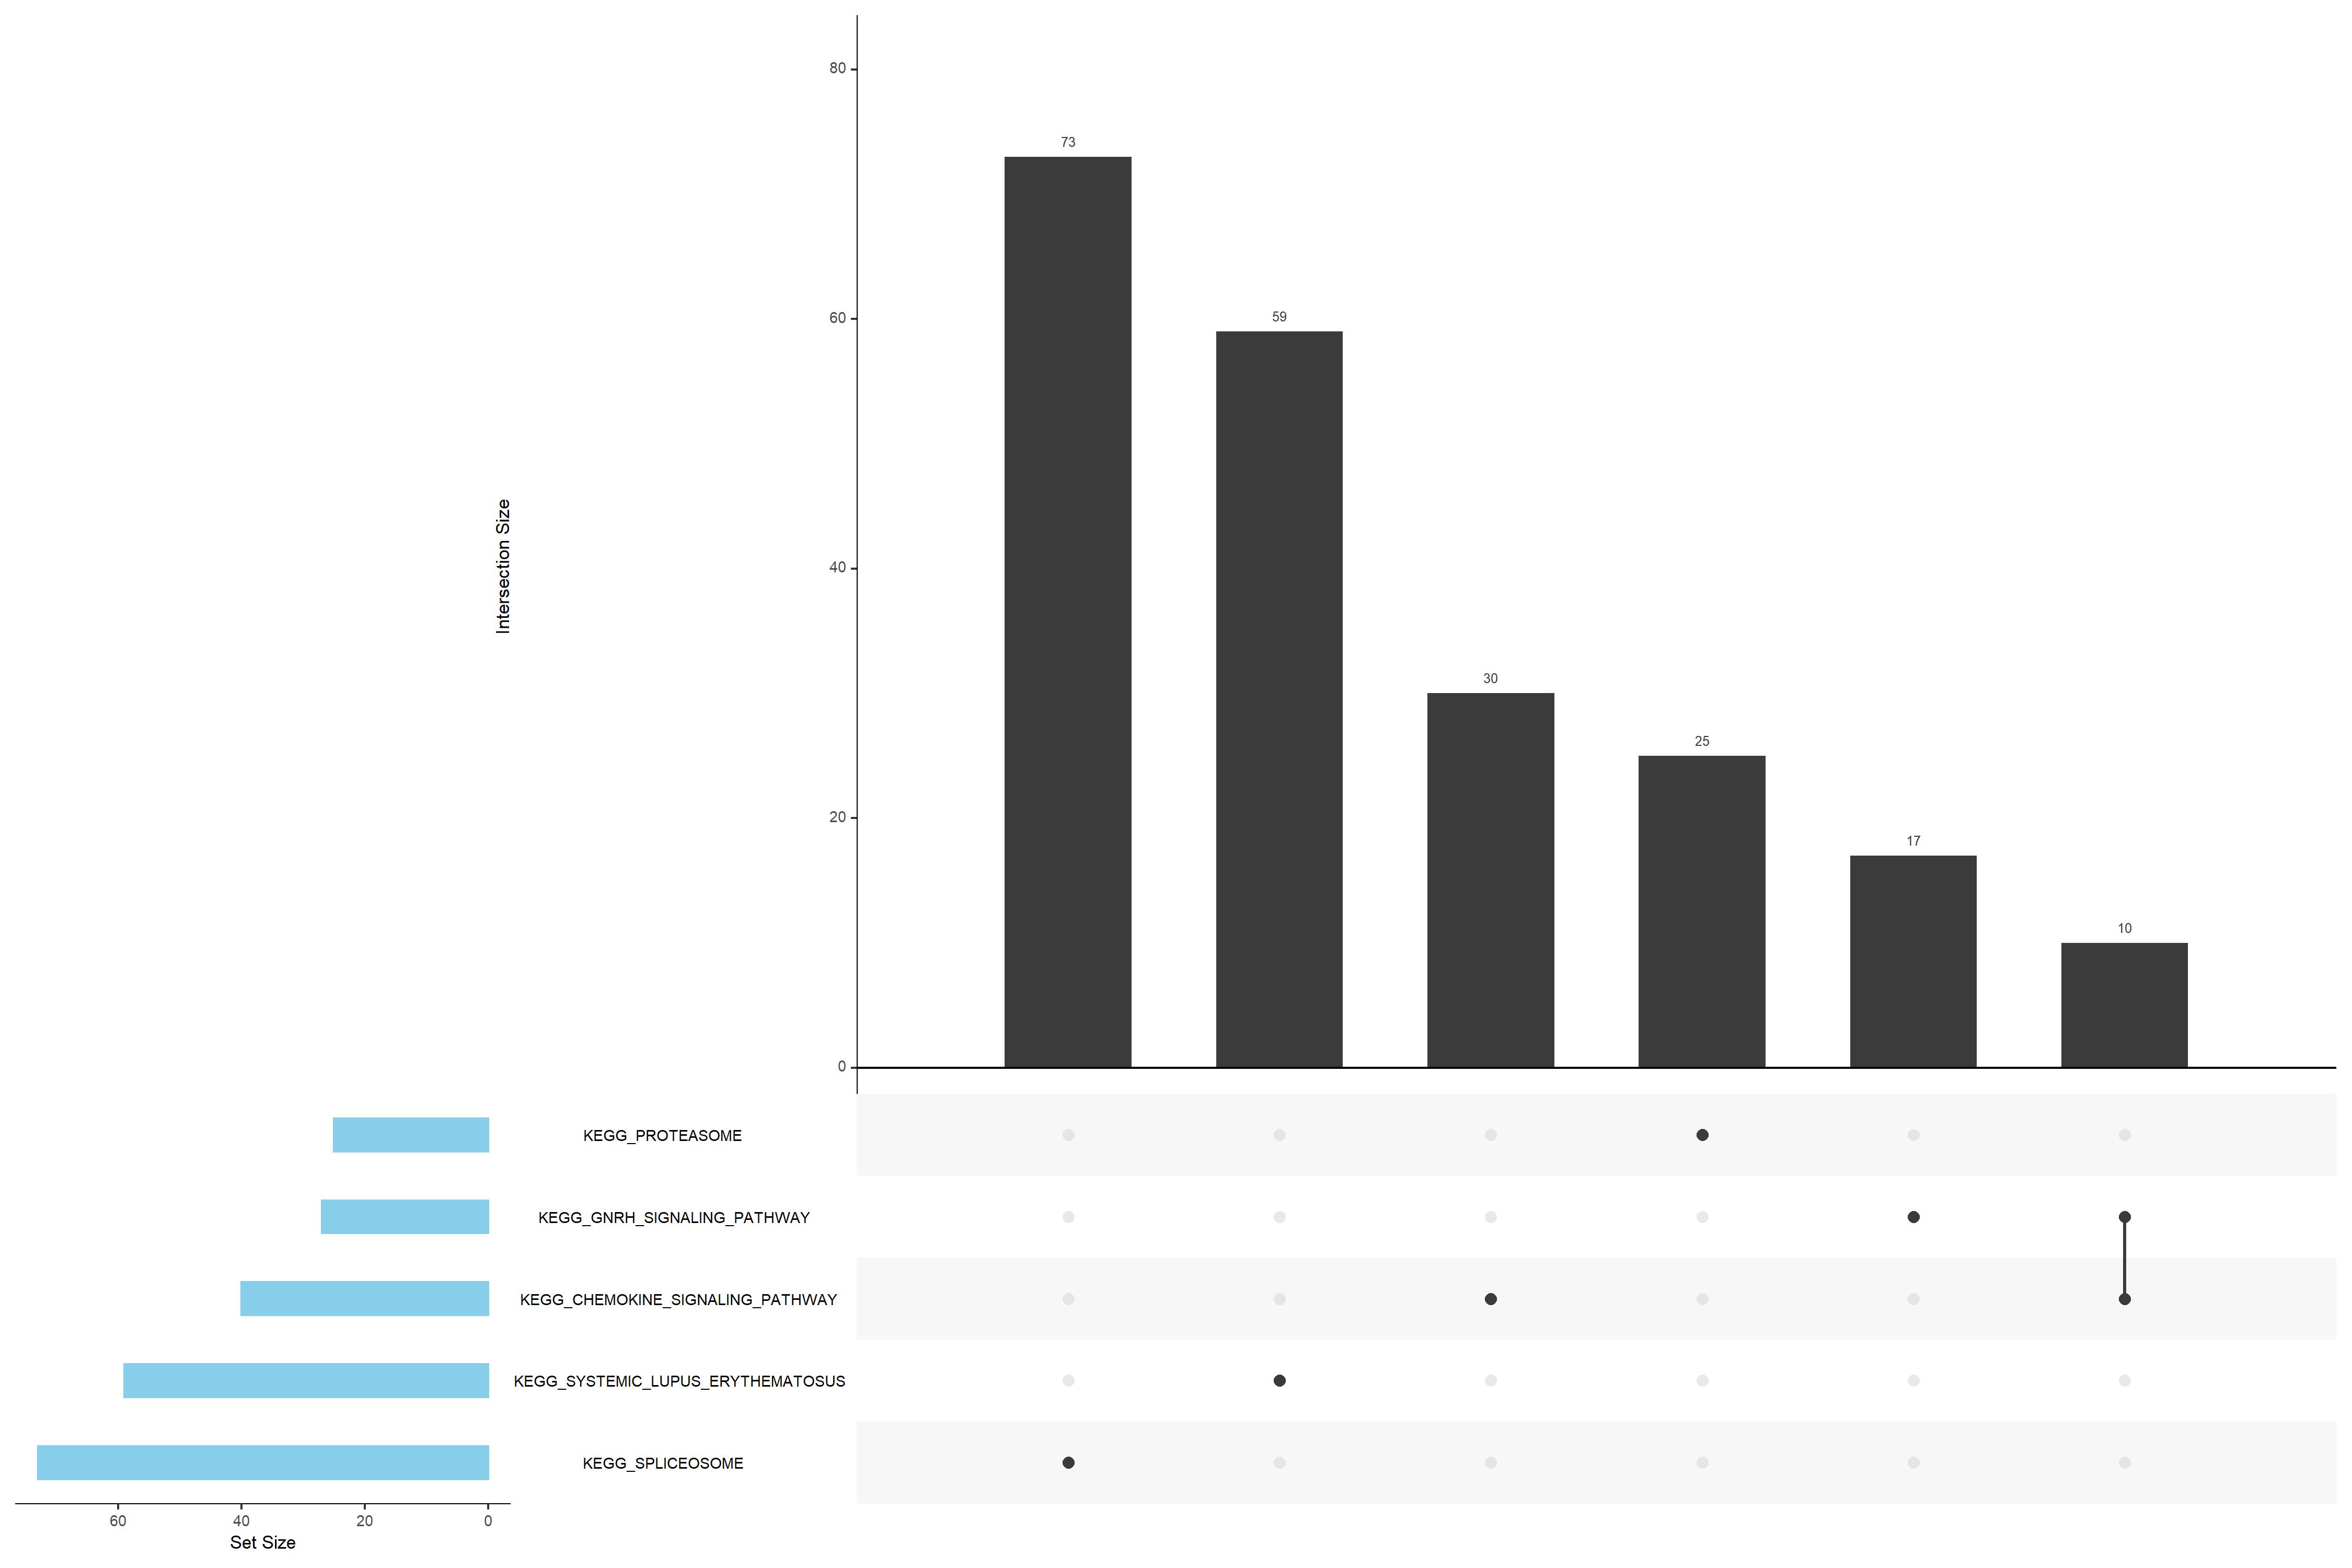 80
73
60
59
Intersection Size
40
30
25
20
17
10
0
KEGG_PROTEASOME
KEGG_GNRH_SIGNALING_PATHWAY
KEGG_CHEMOKINE_SIGNALING_PATHWAY
KEGG_SYSTEMIC_LUPUS_ERYTHEMATOSUS
KEGG_SPLICEOSOME
60 40 20 0
Set Size